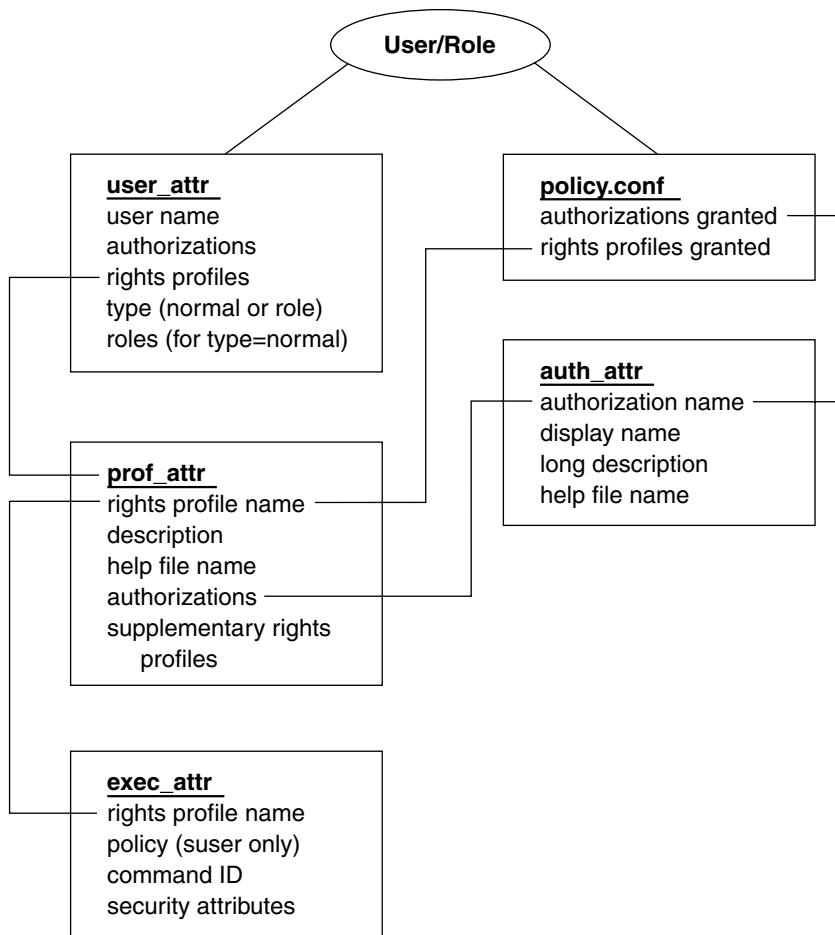 User/Role
user_attr
user name
authorizations
rights profiles
type (normal or role)
roles (for type=normal)
policy.conf
authorizations granted
rights profiles granted
auth_attr
authorization name
display name
long description
help file name
prof_attr
rights profile name
description
help file name
authorizations
supplementary rights
profiles
exec_attr
rights profile name
policy (suser only)
command ID
security attributes